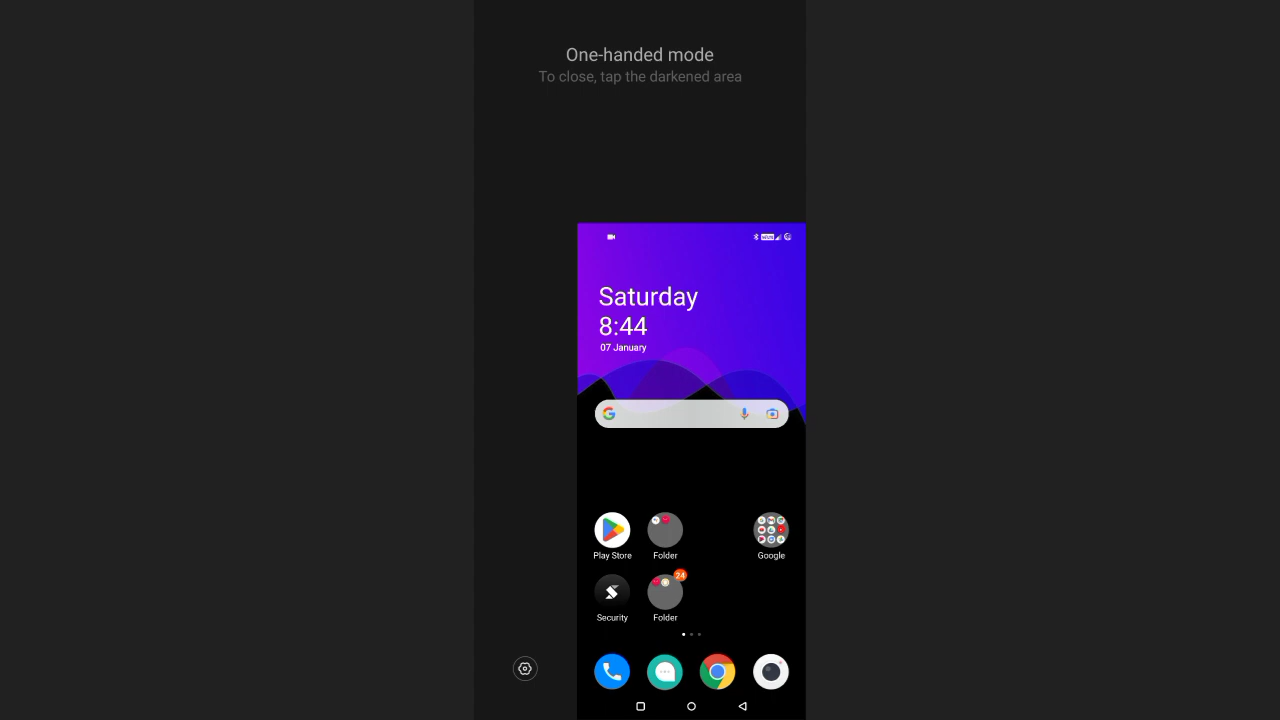 One-handed mode
To close, tap the darkened area
Saturday
8:44
07 January
Play Store
Folder
Google
24
Security
Folder